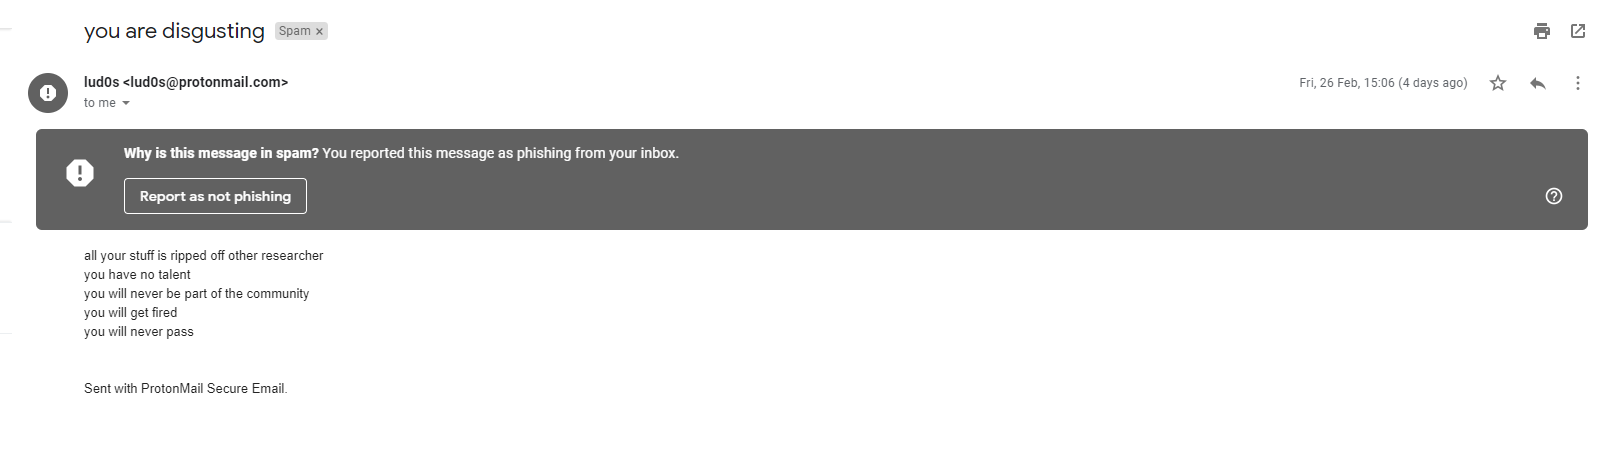 you are disgusting Spam ×
lud0s <lud0s@protonmail.com> Fri, 26 Feb, 15:06 (4 days ago)
to me
Why is this message in spam? You reported this message as phishing from your inbox.
Report as not phishing
all your stuff is ripped off other researcher
you have no talent
you will never be part of the community
you will get fired
you will never pass
Sent with ProtonMail Secure Email.